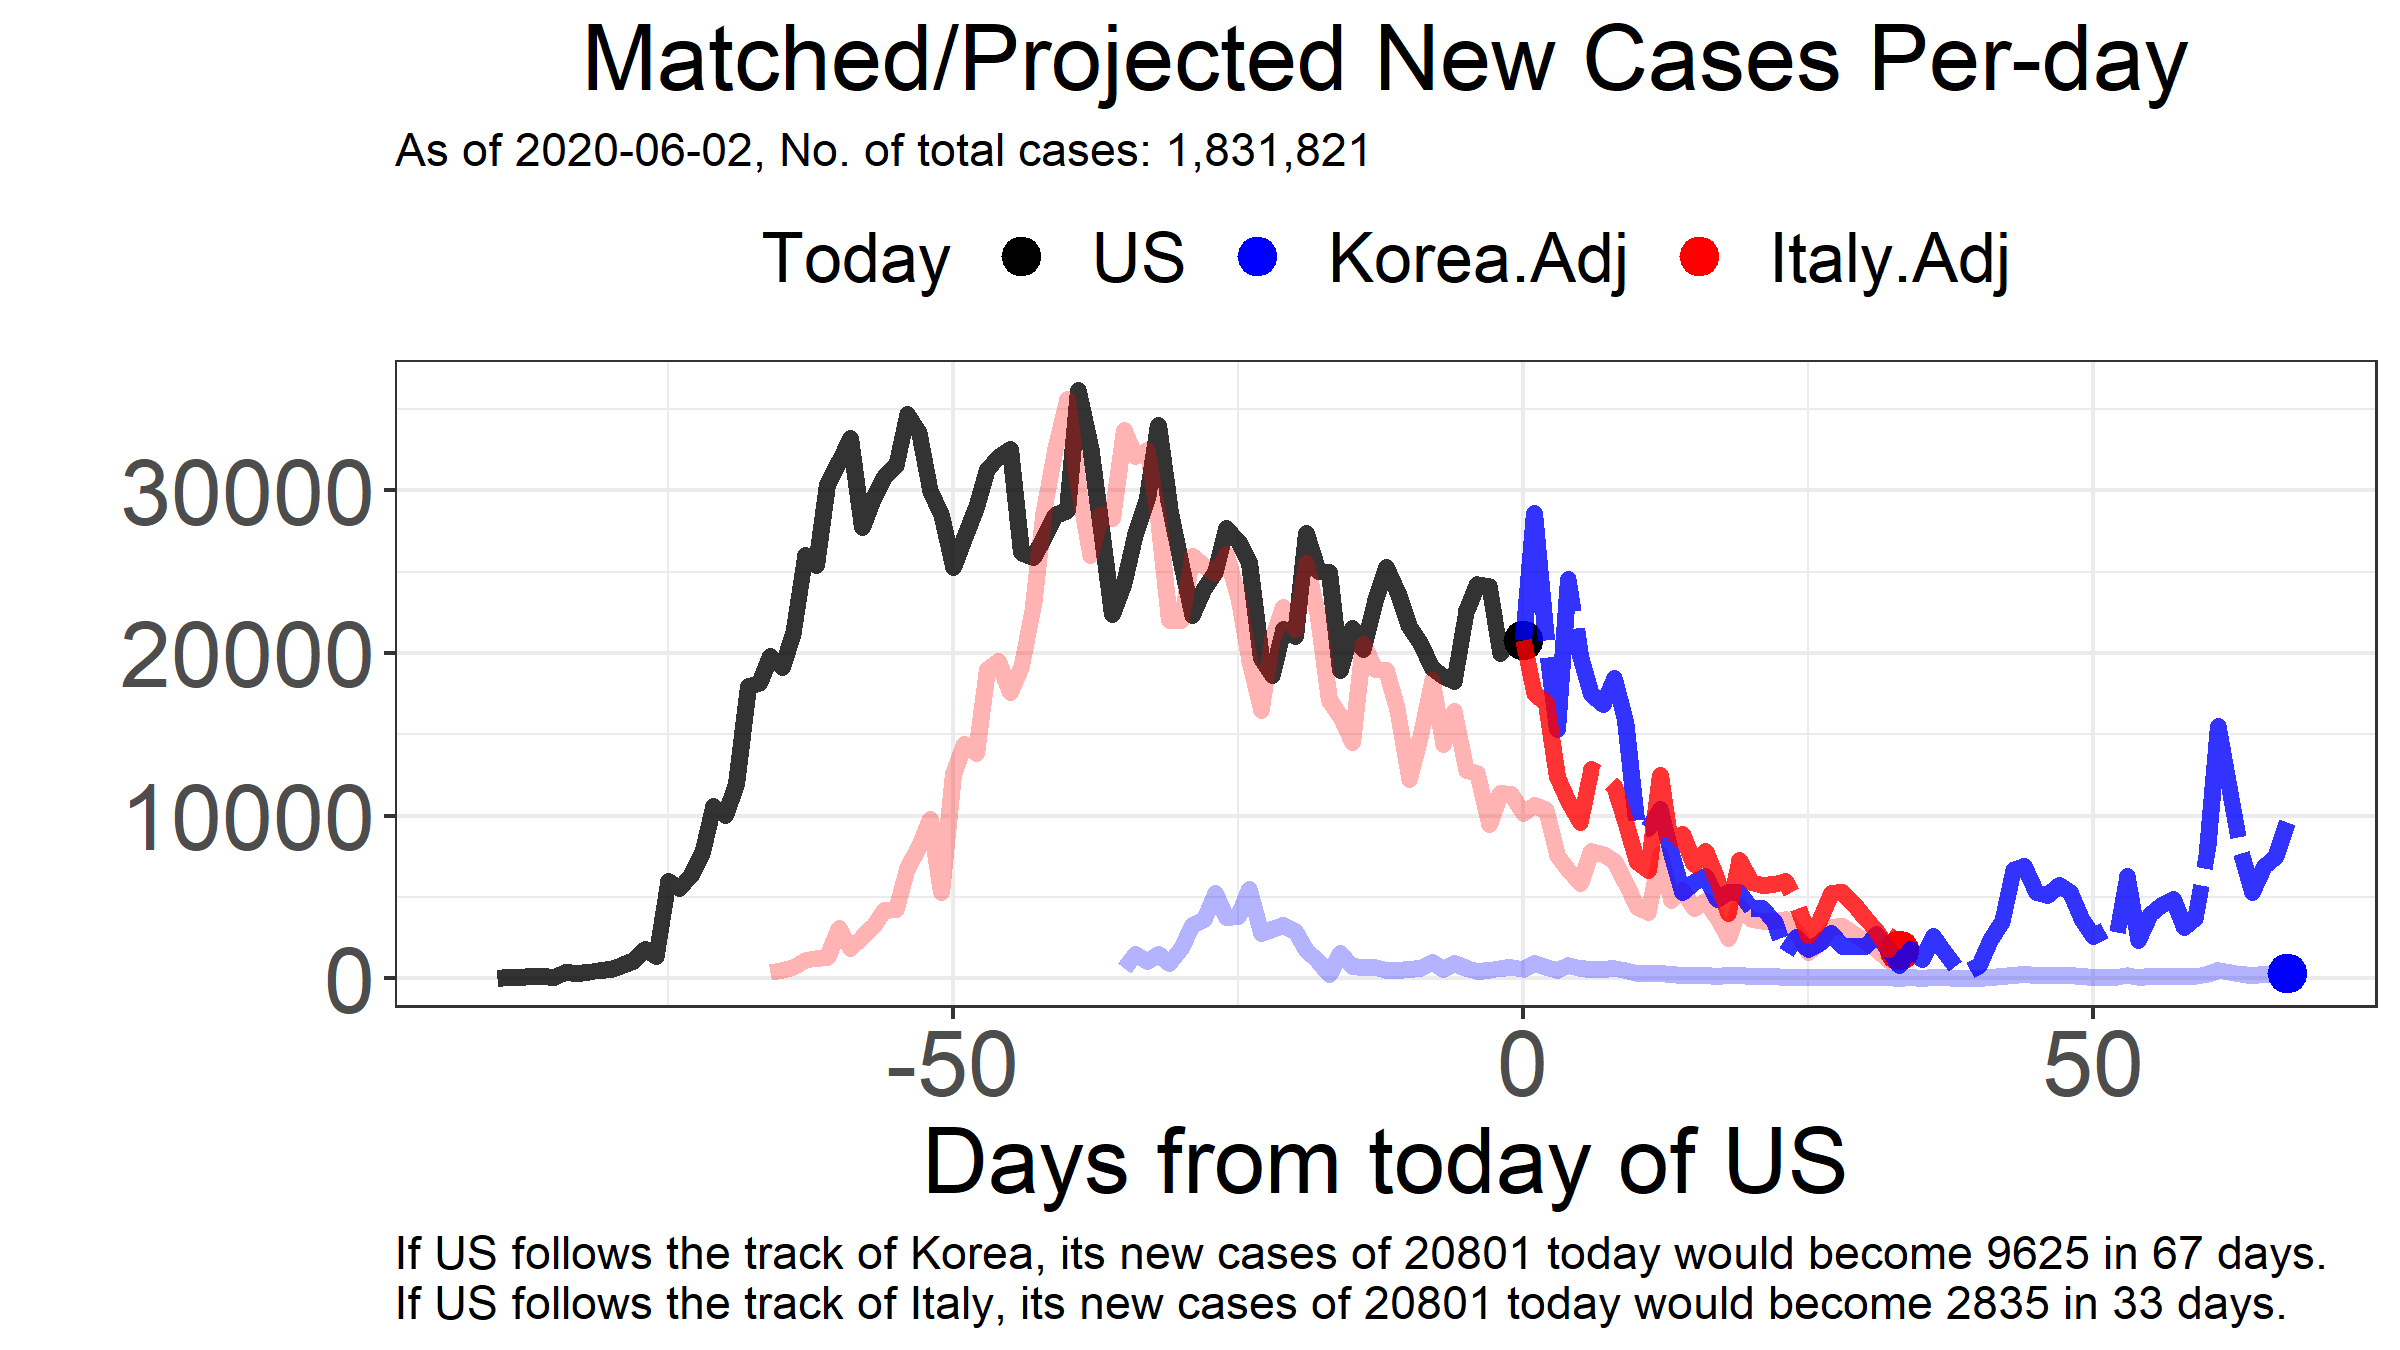 Matched/Projected New Cases Per-day
As of 2020-06-02, No. of total cases: 1,831,821
Today US Korea.Adj Italy.Adj
30000
20000
10000
0
-50 0 50
Days from today of US
If US follows the track of Korea, its new cases of 20801 today would become 9625 in 67 days.
If US follows the track of Italy, its new cases of 20801 today would become 2835 in 33 days.